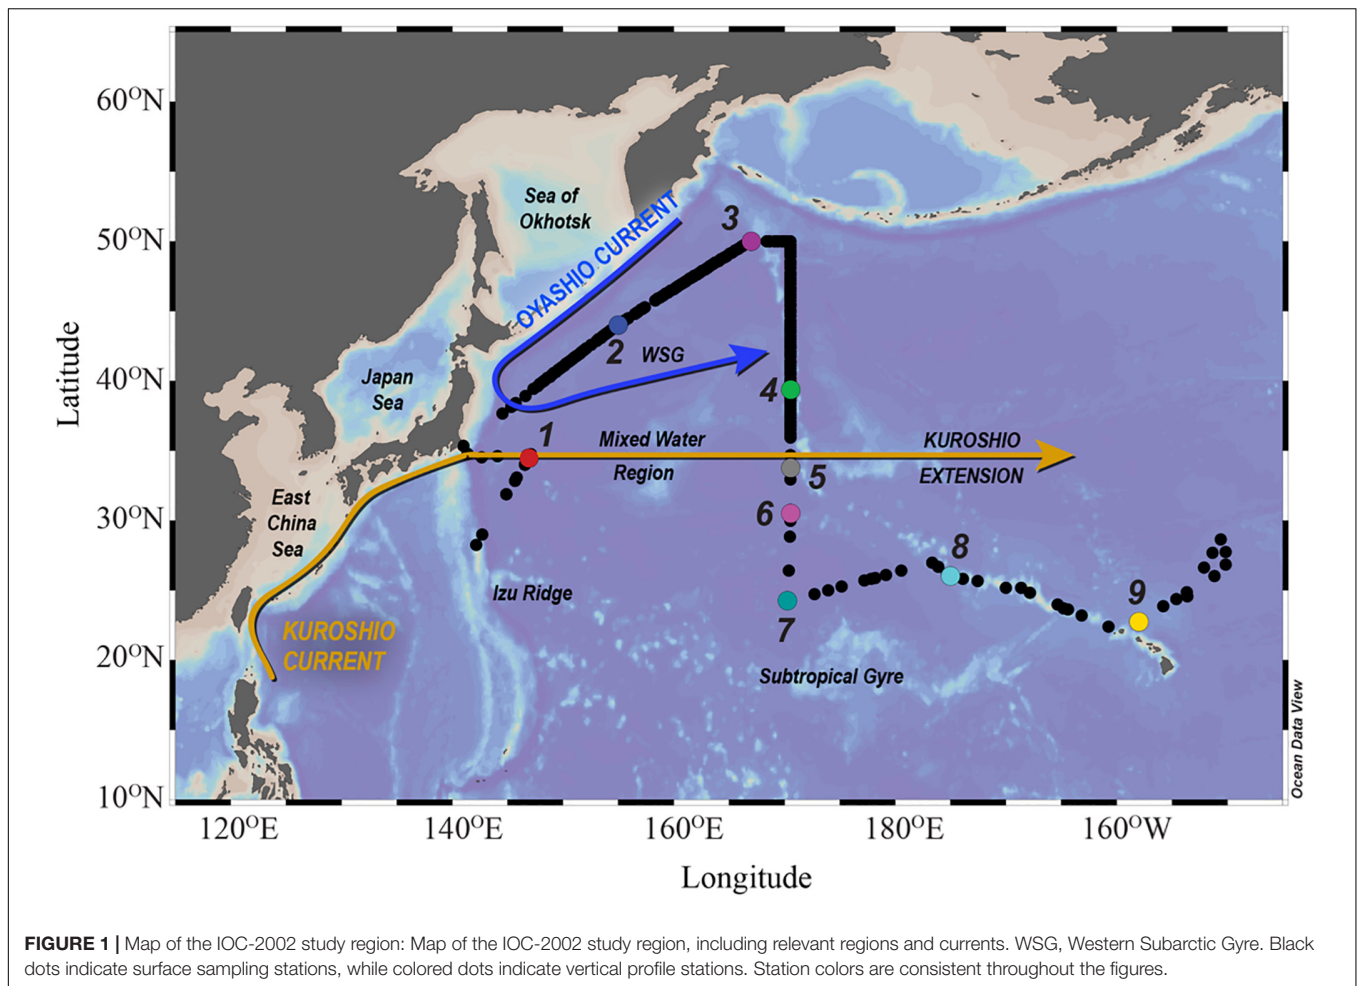 60°N
50°N
40°N
30°N
20°N
10°N
Latitude
120°E
140°E
160°E
180°E
160°W
Longitude
Sea of
Okhotsk
OYASHIO CURRENT
3
2
WSG
4
Japan
Sea
1
Mixed Water
Region
KUROSHIO
EXTENSION
5
6
East
China
Sea
8
Izu Ridge
9
7
KUROSHIO
CURRENT
Subtropical Gyre
Ocean Data View
FIGURE 1 | Map of the IOC-2002 study region: Map of the IOC-2002 study region, including relevant regions and currents. WSG, Western Subarctic Gyre. Black
dots indicate surface sampling stations, while colored dots indicate vertical profile stations. Station colors are consistent throughout the figures.